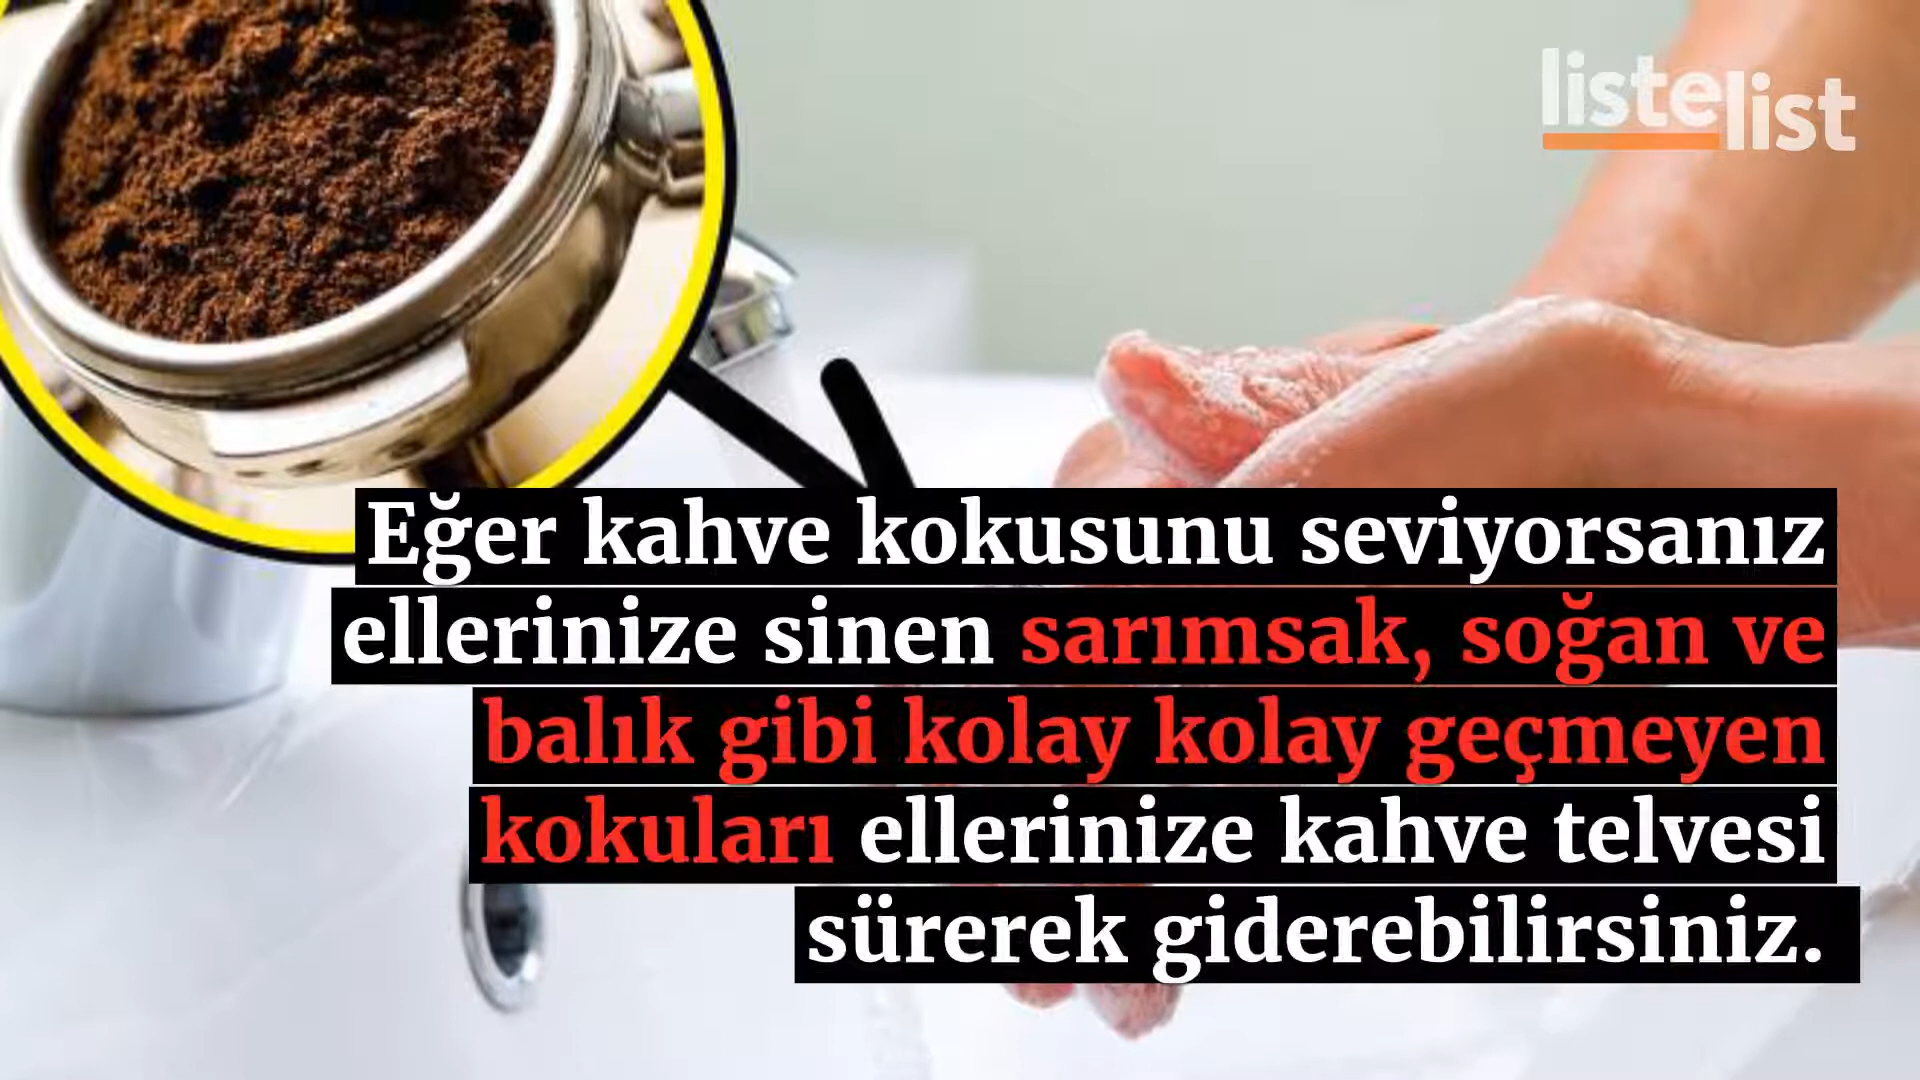 listelist
Eğer kahve kokusunu seviyorsanız
ellerinize sinen sarımsak, soğan ve
balık gibi kolay kolay geçmeyen
kokuları ellerinize kahve telvesi
sürerek giderebilirsiniz.